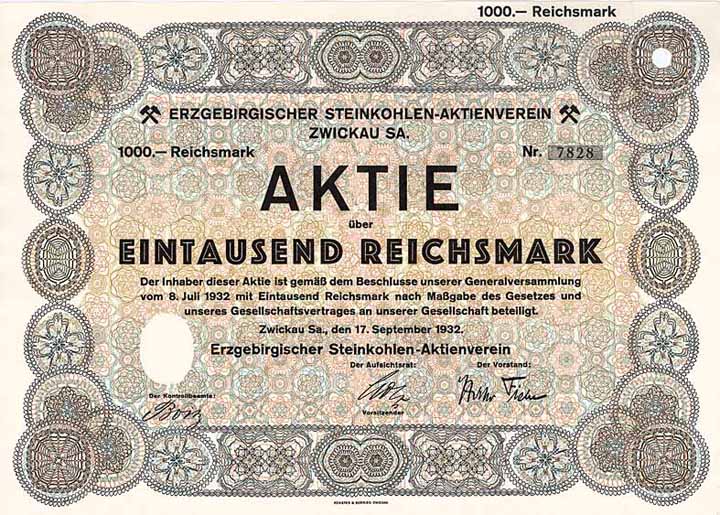 1000.— Reichsmark
ERZGEBIRGISCHER STEINKOHLEN-AKTIENVEREIN
ZWICKAU SA.
1000.— Reichsmark Nr. 7828
AKTIE
über
EINTAUSEND REICHSMARK
Der Inhaber dieser Aktie ist gemäß dem Beschlusse unserer Generalversammlung
vom 8. Juli 1932 mit Eintausend Reichsmark nach Maßgabe des Gesetzes und
unseres Gesellschaftsvertrages an unserer Gesellschaft beteiligt.
Zwickau Sa., den 17. September 1932.
Erzgebirgischer Steinkohlen-Aktienverein
Der Aufsichtsrat: Der Vorstand:
Der Kontrollbeamte:
Vorsitzender